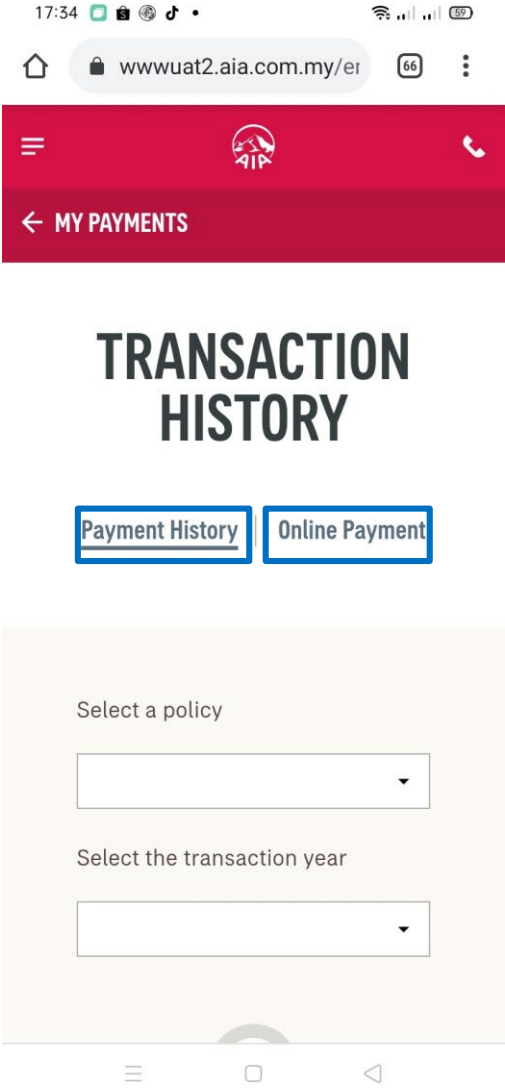 17:34
59
wwwuat2.aia.com.my/er
66
AIA
MY PAYMENTS
TRANSACTION
HISTORY
Payment History
Online Payment
Select a policy
Select the transaction year